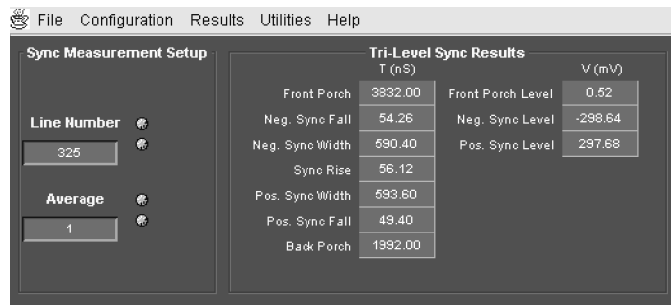 File Configuration Results Utilities Help
Sync Measurement Setup
Line Number
325
Average
1
Tri-Level Sync Results
T (nS) V (mV)
Front Porch 3832.00 Front Porch Level 0.52
Neg. Sync Fall 54.26 Neg. Sync Level -298.64
Neg. Sync Width 590.40 Pos. Sync Level 297.68
Sync Rise 56.12
Pos. Sync Width 593.60
Pos. Sync Fall 49.40
Back Porch 1992.00